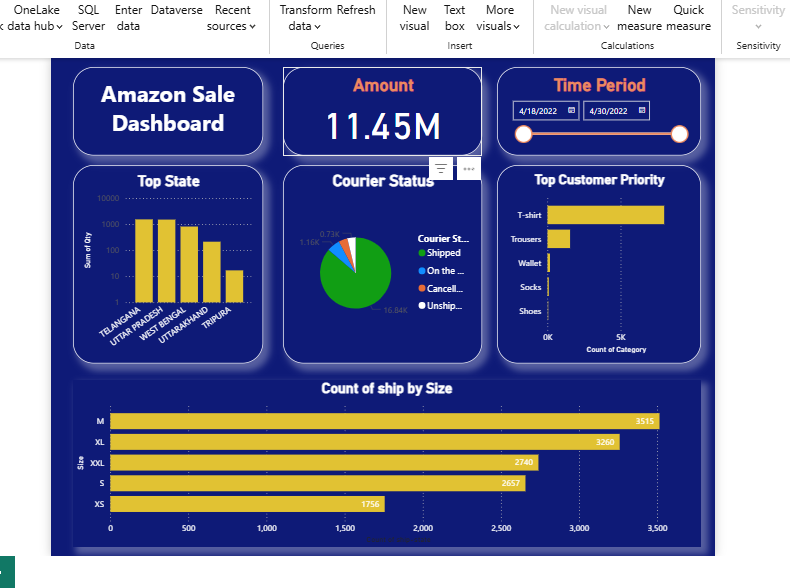 OneLake SQL Enter Dataverse Recent Transform Refresh New Text More New visual New Quick Sensitivity
data hub Server data sources data visual box visuals calculation measure measure
Data Queries Insert Calculations Sensitivity
Amazon Sale
Dashboard
Amount
11.45M
Time Period
4/18/2022 4/30/2022
Top State
Sum of Qty
10000
1000
100
10
1
TELANGANA
UTTAR PRADESH
WEST BENGAL
UTTARAKHAND
TRIPURA
Courier Status
0.73K
1.16K
16.84K
Courier St...
Shipped
On the ...
Cancell...
Unship...
Top Customer Priority
T-shirt
Trousers
Wallet
Socks
Shoes
0K 5K
Count of Category
Count of ship by Size
Size
M 3515
XL 3260
XXL 2740
S 2657
XS 1756
0 500 1,000 1,500 2,000 2,500 3,000 3,500